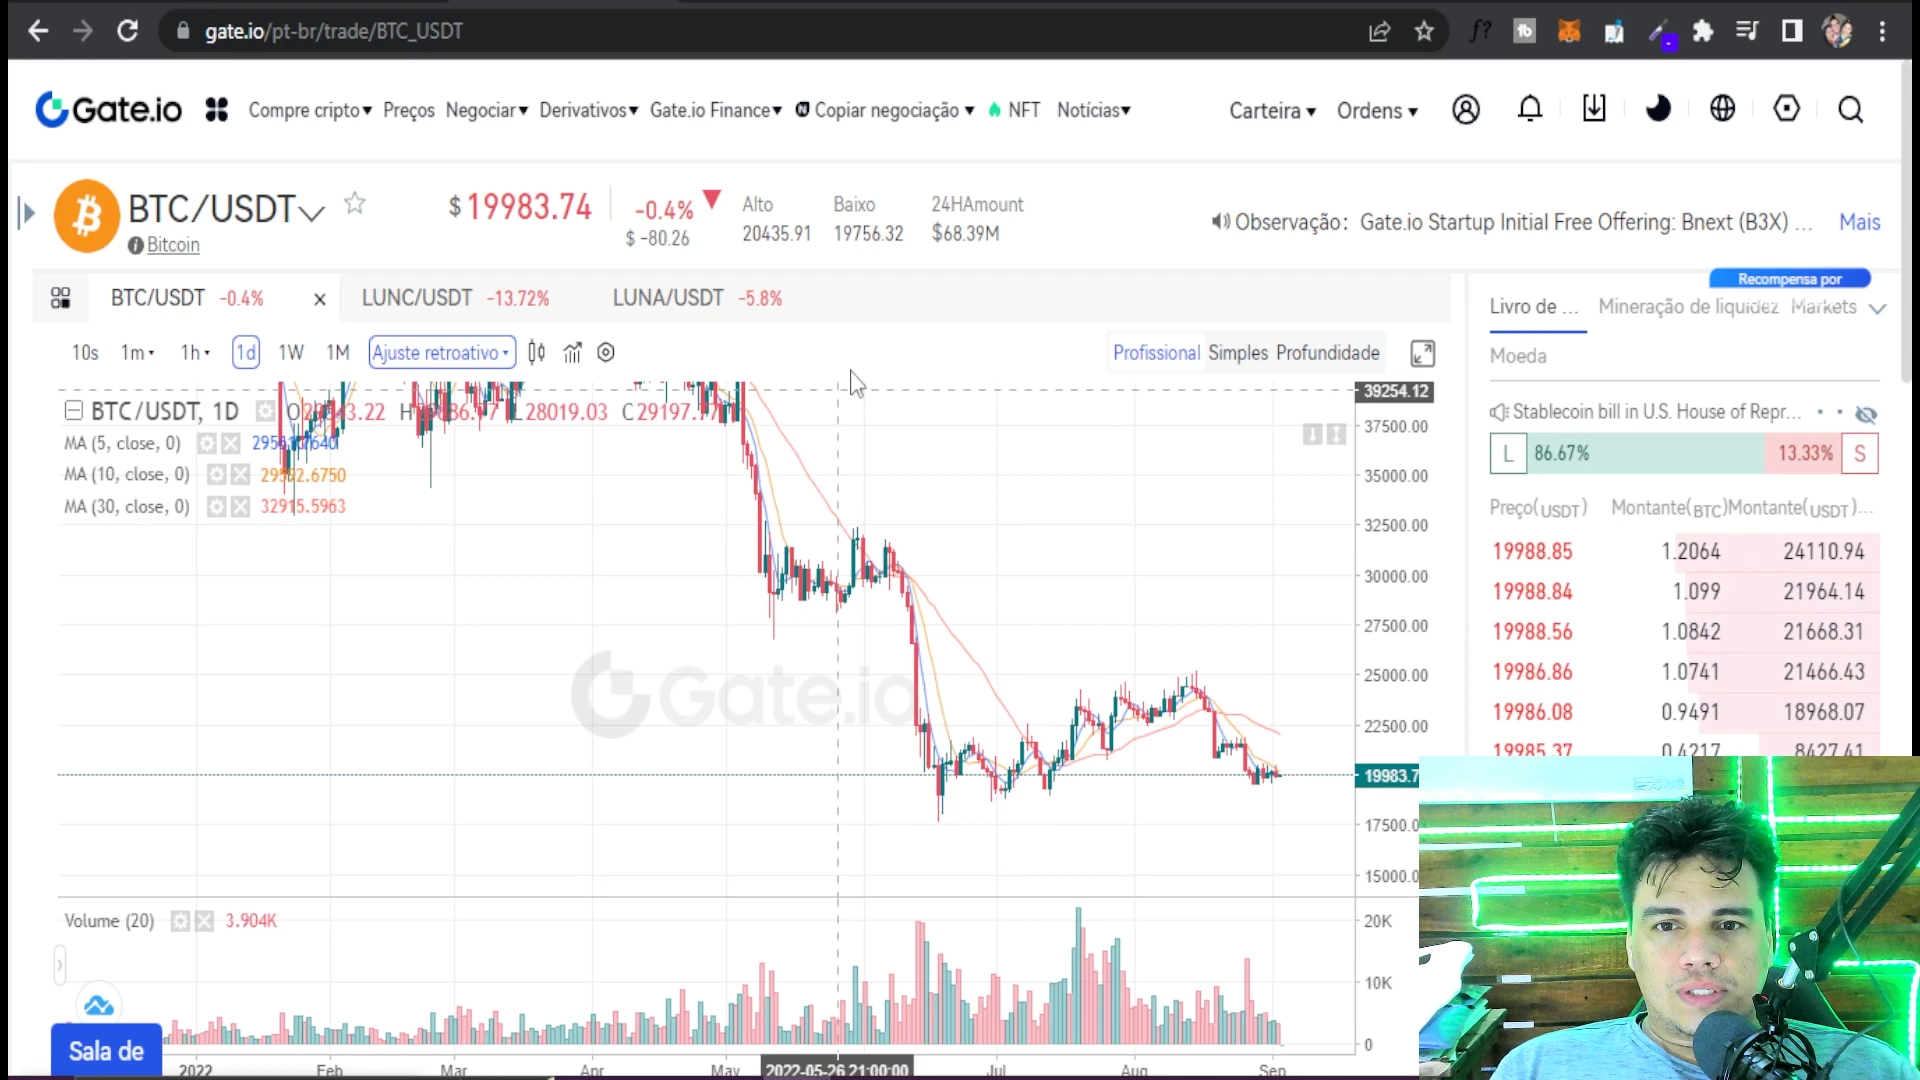 gate.io/pt-br/trade/BTC_USDT
Gate.io Compre cripto Preços Negociar Derivativos Gate.io Finance Copiar negociação NFT Notícias Carteira Ordens
BTC/USDT $ 19983.74 -0.4% Alto Baixo 24HAmount
Bitcoin $ -80.26 20435.91 19756.32 $68.39M
Observação: Gate.io Startup Initial Free Offering: Bnext (B3X) ... Mais
BTC/USDT -0.4% LUNC/USDT -13.72% LUNA/USDT -5.8%
Recompensa por
Livro de ... Mineração de liquidez Markets
10s 1m 1h 1d 1W 1M Ajuste retroativo Profissional Simples Profundidade
Moeda
39254.12
BTC/USDT, 1D L28019.03
Stablecoin bill in U.S. House of Repr...
37500.00
MA (5, close, 0)
L 86.67% 13.33% S
MA (10, close, 0)
35000.00
MA (30, close, 0) 32915.5963
Preço(USDT) Montante(BTC)Montante(USDT)...
32500.00
19988.85 1.2064 24110.94
30000.00
19988.84 1.099 21964.14
27500.00
19988.56 1.0842 21668.31
25000.00
19986.86 1.0741 21466.43
Gate.io
22500.00
19986.08 0.9491 18968.07
19985.37 0.4217 8427.41
19983.7
17500.0
15000.0
Volume (20) 3.904K
20K
10K
0
Sala de
2022 Feb Mar Apr May 2022-05-26 21:00:00 Jul Aug Sep